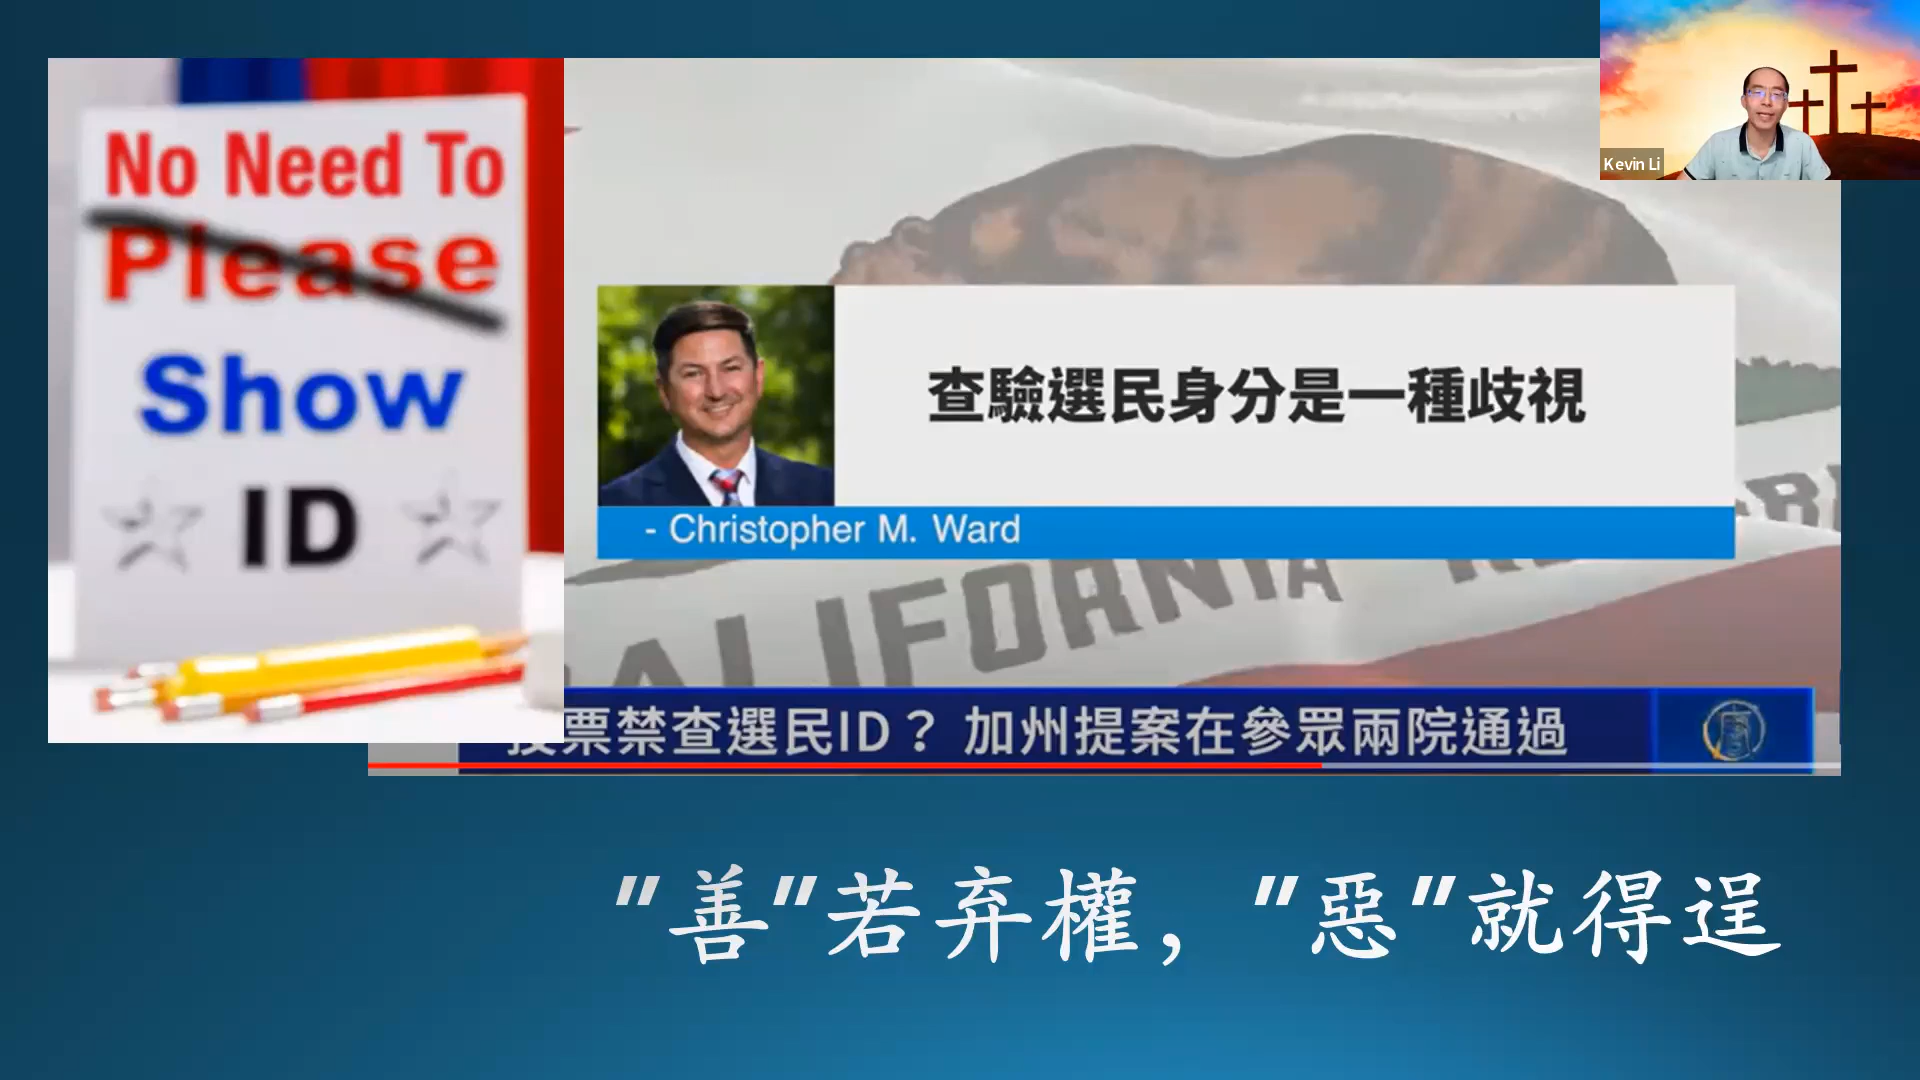 No Need To
Please
Show
ID
Kevin Li
查驗選民身分是一種歧視
- Christopher M. Ward
CALIFORNIA
投票禁查選民ID？ 加州提案在參眾兩院通過
"善"若弃權，"惡"就得逞